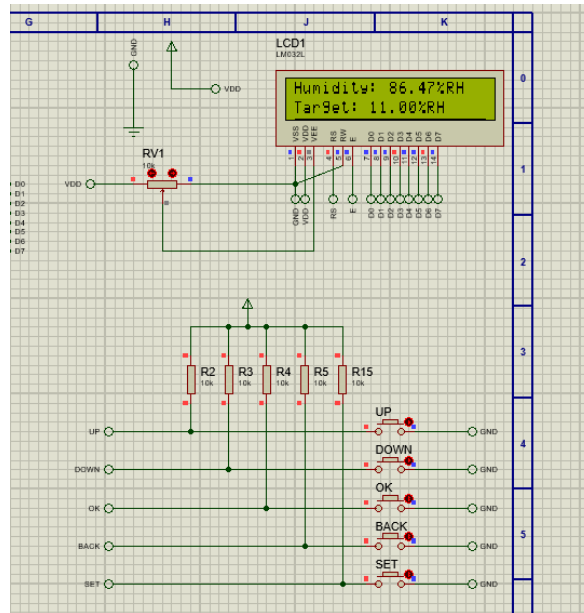 G H J K
GND
VDD
LCD1
LM032L
0
Humidity: 86.47%RH
Target: 11.00%RH
VSS VDD VEE RS RW E D0 D1 D2 D3 D4 D5 D6 D7
1 2 3 4 5 6 7 8 9 10 11 12 13 14
1
RV1
10k
VDD
GND VDD RS E D0 D1 D2 D3 D4 D5 D6 D7
D0
D1
D2
D3
D4
D5
D6
D7
2
3
R2 R3 R4 R5 R15
10k 10k 10k 10k 10k
UP
UP GND
4
DOWN
DOWN GND
OK
OK GND
5
BACK
BACK GND
SET
SET GND